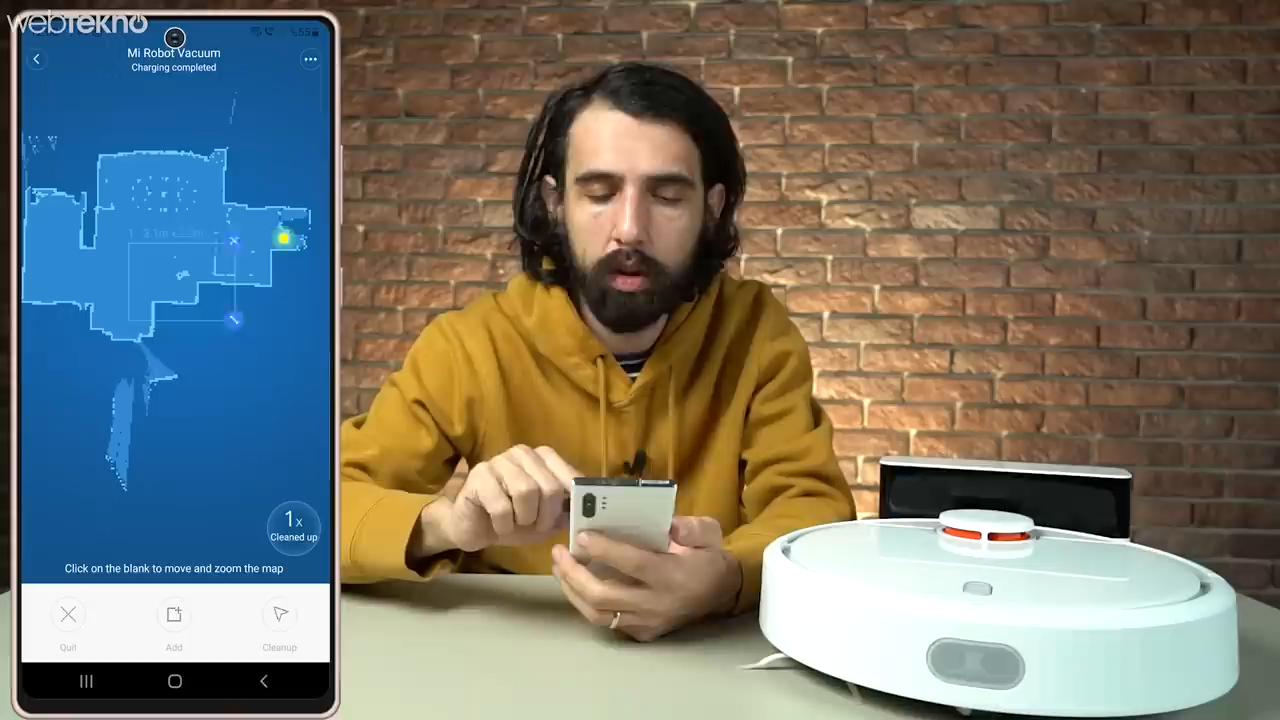 webtekno
%55
Mi Robot Vacuum
Charging completed
1x
Cleaned up
Click on the blank to move and zoom the map
Quit
Add
Cleanup